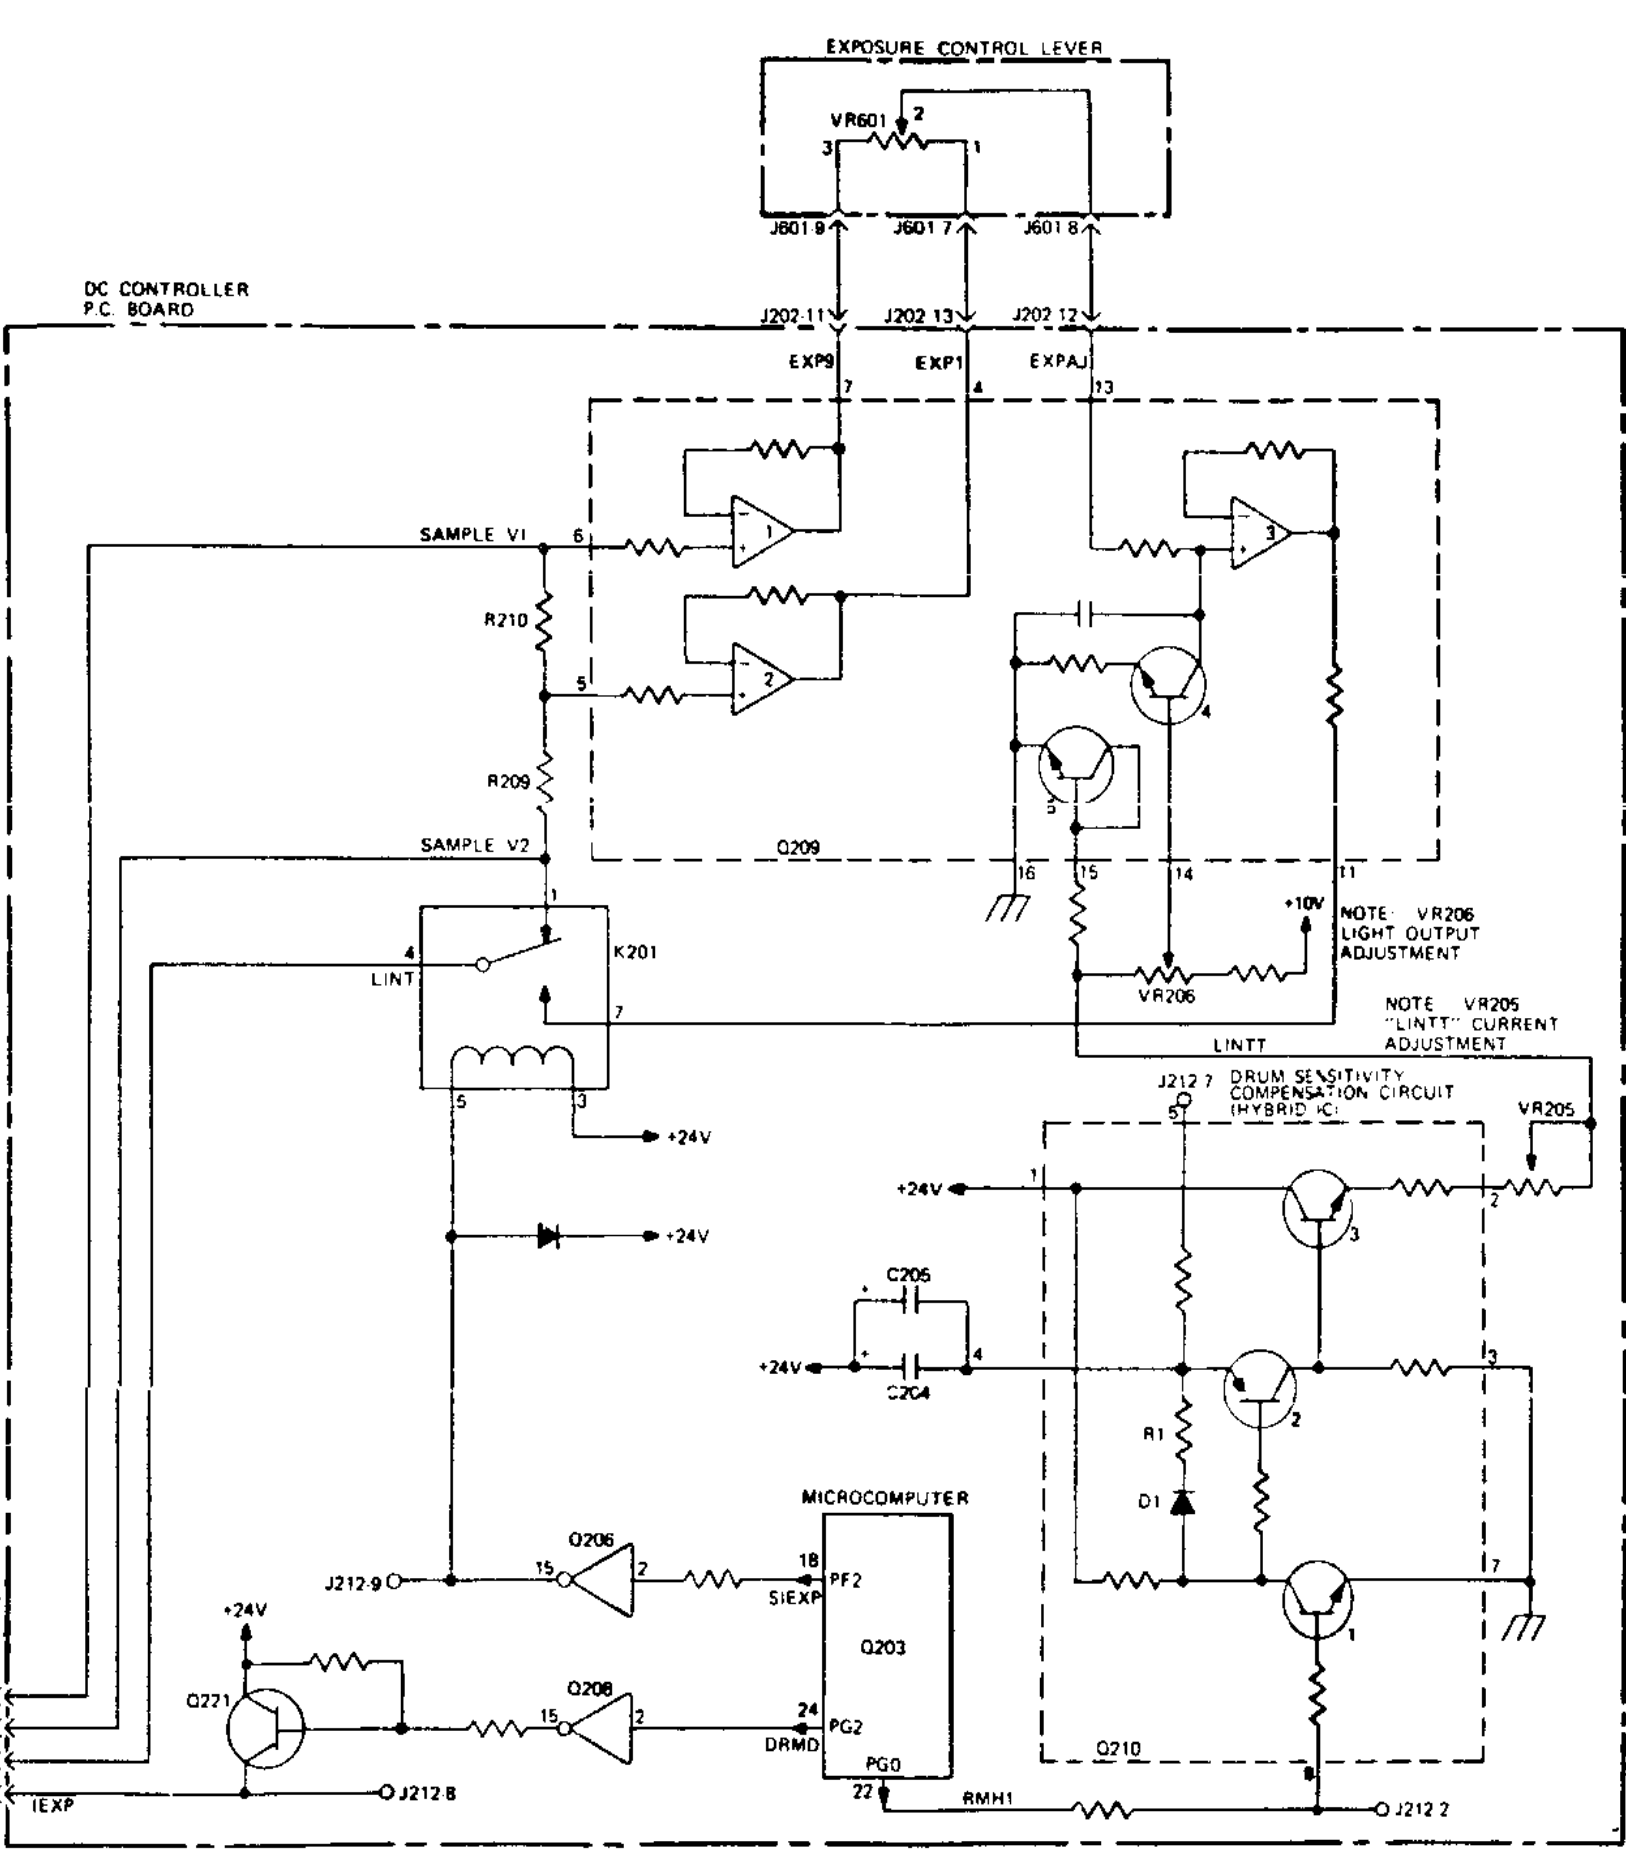 EXPOSURE CONTROL LEVER
VR601
2
3
1
J601-9
J601 7
J601 8
DC CONTROLLER
P.C. BOARD
J202-11
J202 13
J202 12
EXP9
EXP1
EXPAJ
7
4
13
SAMPLE V1
6
-
+
1
-
+
3
R210
5
-
+
2
4
R209
5
SAMPLE V2
Q209
16
15
14
11
1
+10V
NOTE: VR206
LIGHT OUTPUT
ADJUSTMENT
4
LINT
K201
VR206
7
NOTE VR205
"LINTT" CURRENT
ADJUSTMENT
LINTT
5
3
+24V
J212 7
5
DRUM SENSITIVITY
COMPENSATION CIRCUIT
(HYBRID IC)
VR205
+24V
1
2
3
+24V
C205
+
+24V
+
C204
4
3
2
R1
D1
MICROCOMPUTER
Q206
J212-9
15
2
18
PF2
SIEXP
7
1
+24V
Q203
Q221
Q208
15
2
24
PG2
DRMD
Q210
PG0
IEXP
J212-8
22
RMH1
J212 2